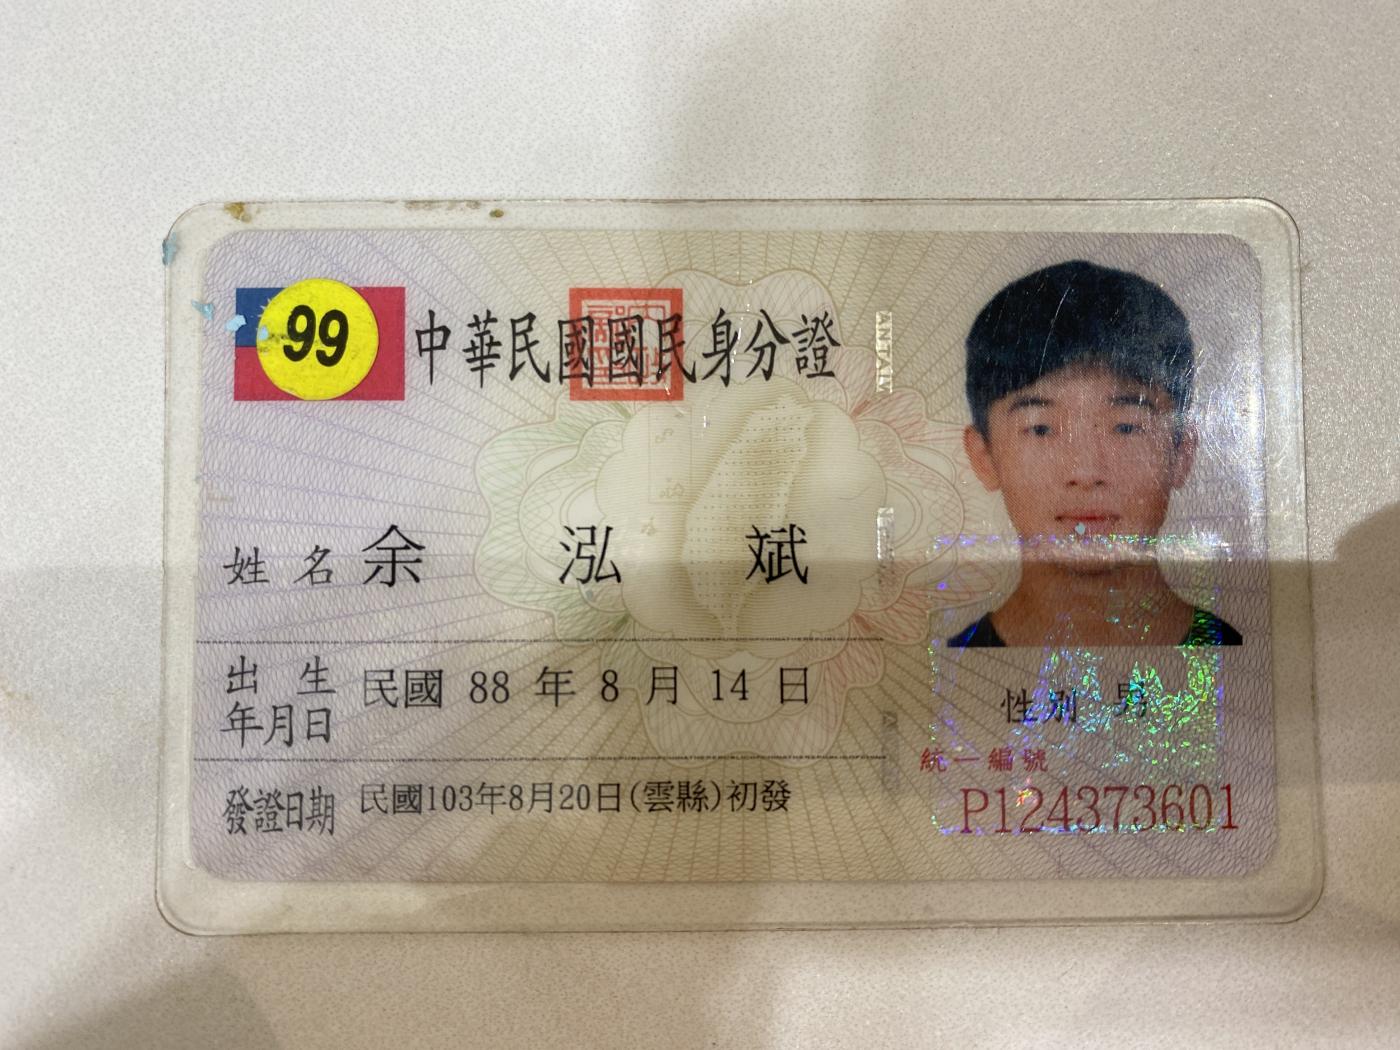 99
中華民國國民身分證
姓名 余泓斌
出生年月日 民國 88 年 8 月 14 日
發證日期 民國103年8月20日(雲縣)初發
性別 男
統一編號
P124373601